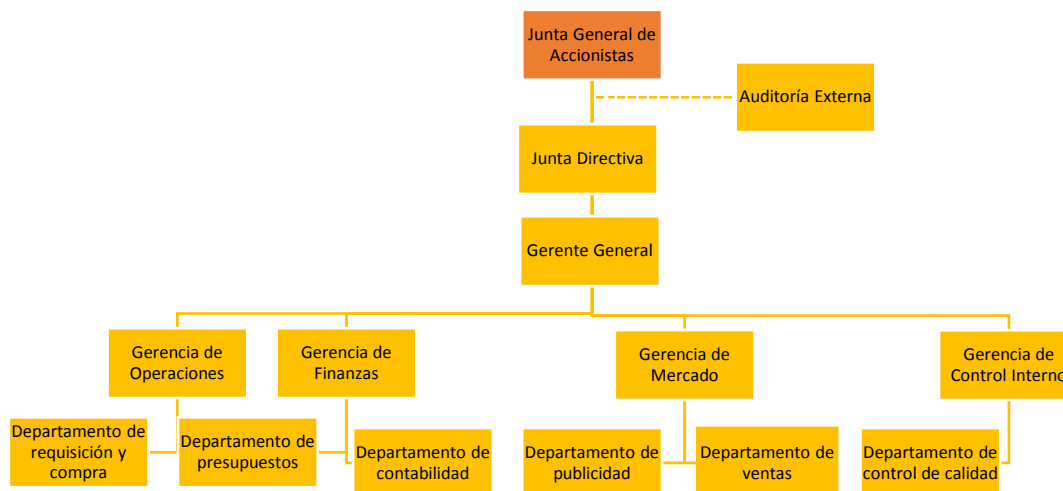 Junta General de
Accionistas
Auditoría Externa
Junta Directiva
Gerente General
Gerencia de
Operaciones
Gerencia de
Finanzas
Gerencia de
Mercado
Gerencia de
Control Interno
Departamento de
requisición y
compra
Departamento de
presupuestos
Departamento de
contabilidad
Departamento de
publicidad
Departamento de
ventas
Departamento de
control de calidad